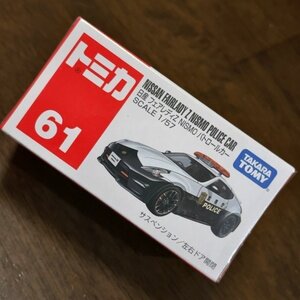 トミカ
61
NISSAN FAIRLADY Z NISMO POLICE CAR
日産 フェアレディZ NISMO パトロールカー
SCALE 1/57
TAKARA
TOMY
POLICE
サスペンション/左右ドア開閉